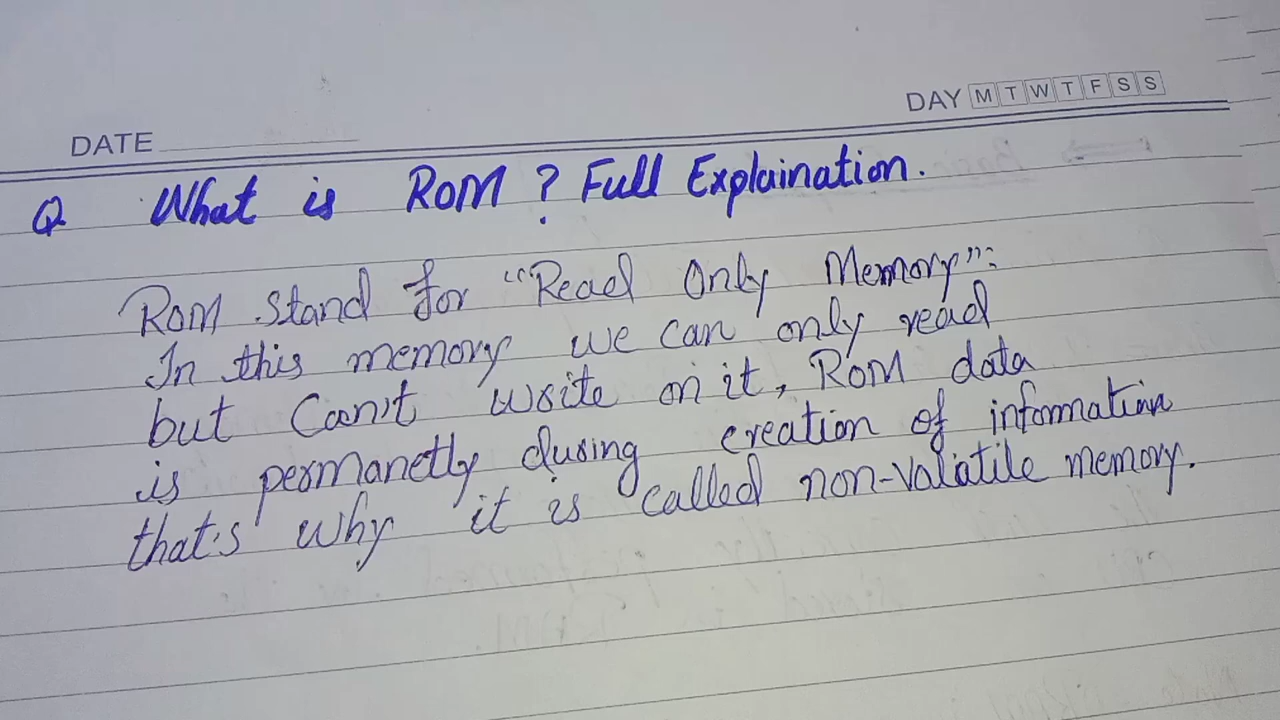 DATE
DAY M T W T F S S
Q What is ROM ? Full Explaination.
ROM stand for "Read Only Memory":
In this memory we can only read
but Can't write on it, ROM data
is permanetly during creation of information
that's why it is called non-valatile memory.